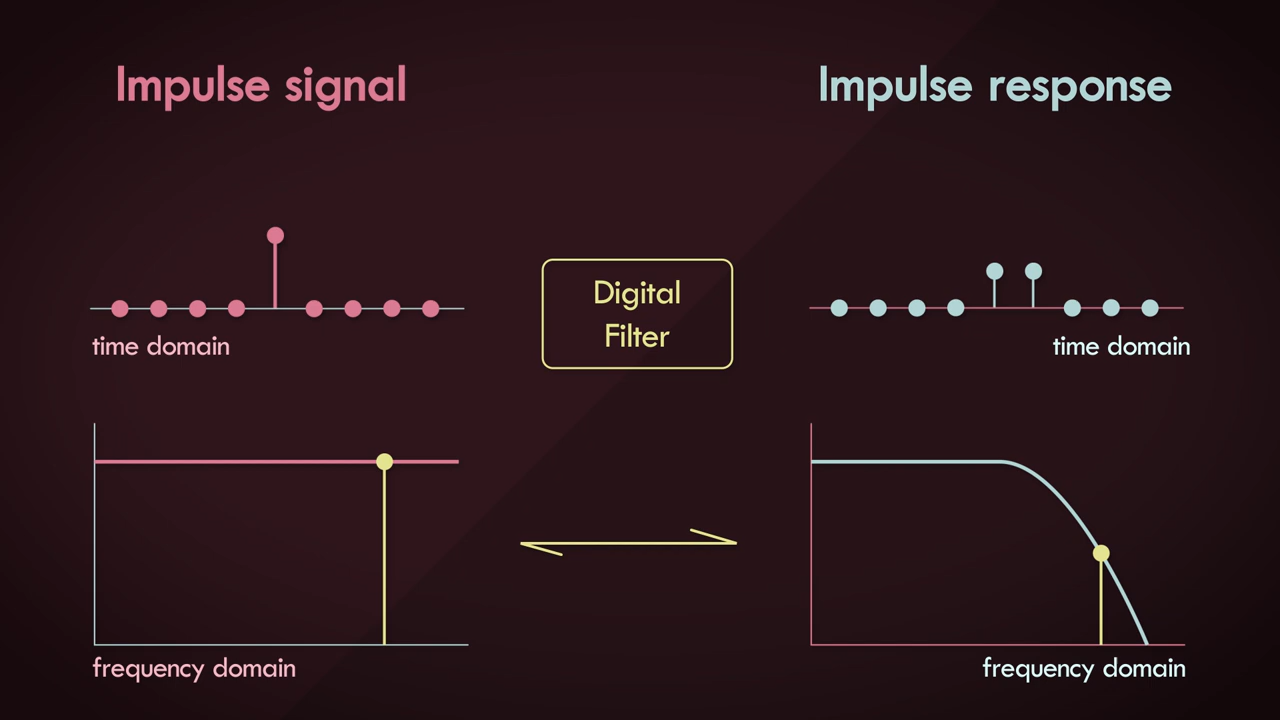 Impulse signal
Impulse response
Digital
Filter
time domain
time domain
frequency domain
frequency domain